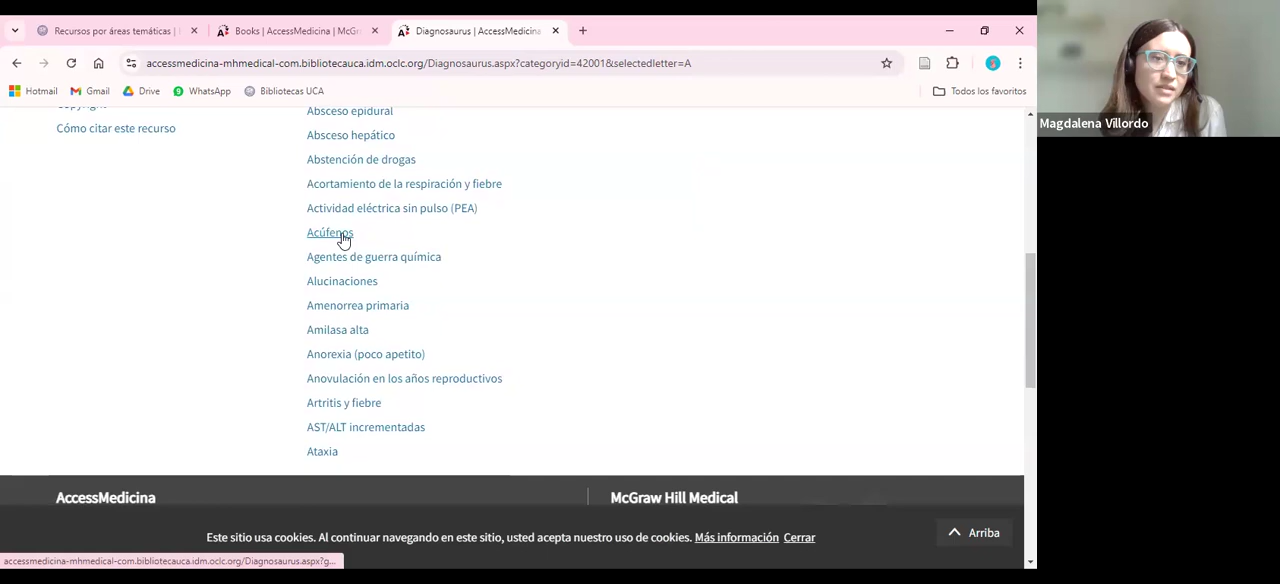 Recursos por áreas temáticas |
Books | AccessMedicina | McGr
Diagnosaurus | AccessMedicina
accessmedicina-mhmedical-com.bibliotecauca.idm.oclc.org/Diagnosaurus.aspx?categoryid=42001&selectedletter=A
Hotmail
Gmail
Drive
WhatsApp
Bibliotecas UCA
Todos los favoritos
Cómo citar este recurso
Absceso epidural
Absceso hepático
Abstención de drogas
Acortamiento de la respiración y fiebre
Actividad eléctrica sin pulso (PEA)
Acúfenos
Agentes de guerra química
Alucinaciones
Amenorrea primaria
Amilasa alta
Anorexia (poco apetito)
Anovulación en los años reproductivos
Artritis y fiebre
AST/ALT incrementadas
Ataxia
AccessMedicina
McGraw Hill Medical
Este sitio usa cookies. Al continuar navegando en este sitio, usted acepta nuestro uso de cookies. Más información Cerrar
Arriba
accessmedicina-mhmedical-com.bibliotecauca.idm.oclc.org/Diagnosaurus.aspx?g...
Magdalena Villordo